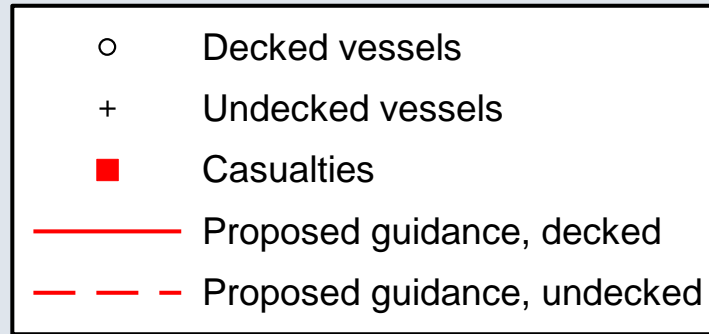 Decked vessels
Undecked vessels
Casualties
Proposed guidance, decked
Proposed guidance, undecked